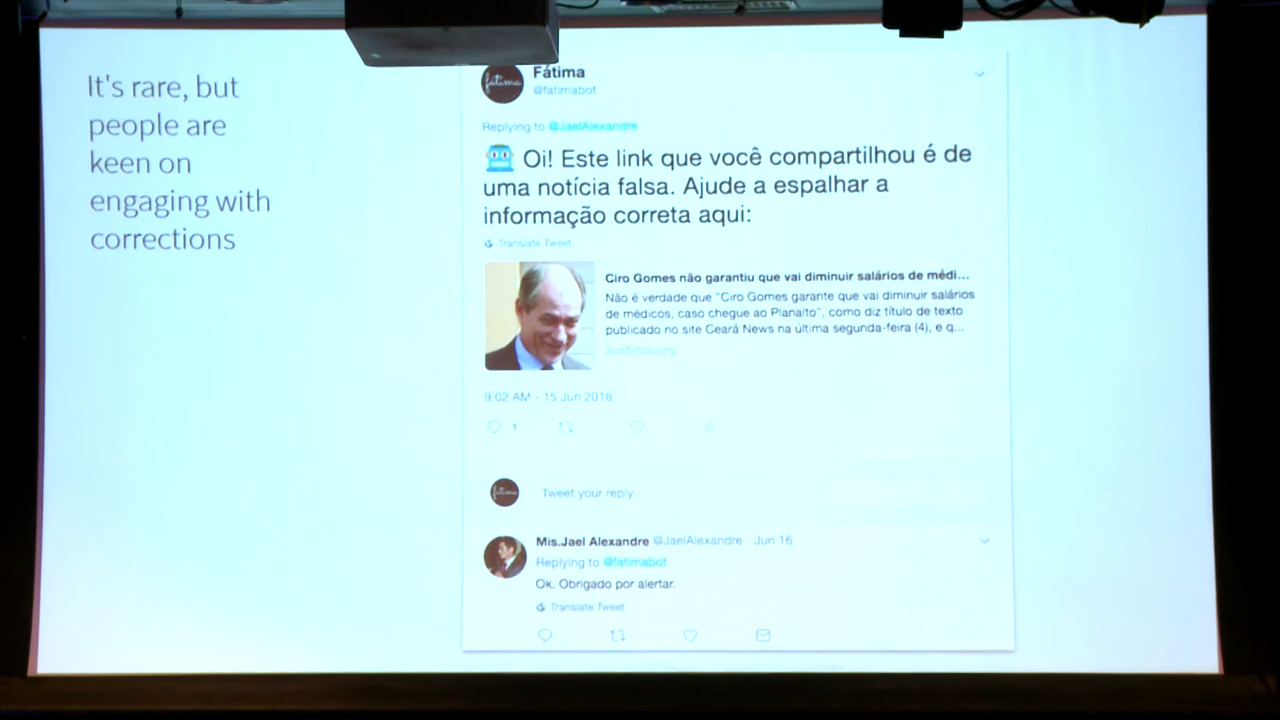 It's rare, but
people are
keen on
engaging with
corrections
fátima
Fátima
@fatimabot
Replying to @JaelAlexandre
Oi! Este link que você compartilhou é de
uma notícia falsa. Ajude a espalhar a
informação correta aqui:
Translate Tweet
Ciro Gomes não garantiu que vai diminuir salários de médi...
Não é verdade que "Ciro Gomes garante que vai diminuir salários
de médicos, caso chegue ao Planalto", como diz título de texto
publicado no site Ceará News na última segunda-feira (4), e q...
aosfatos.org
9:02 AM - 15 Jun 2018
1
fátima
Tweet your reply
Mis.Jael Alexandre @JaelAlexandre · Jun 16
Replying to @fatimabot
Ok. Obrigado por alertar.
Translate Tweet